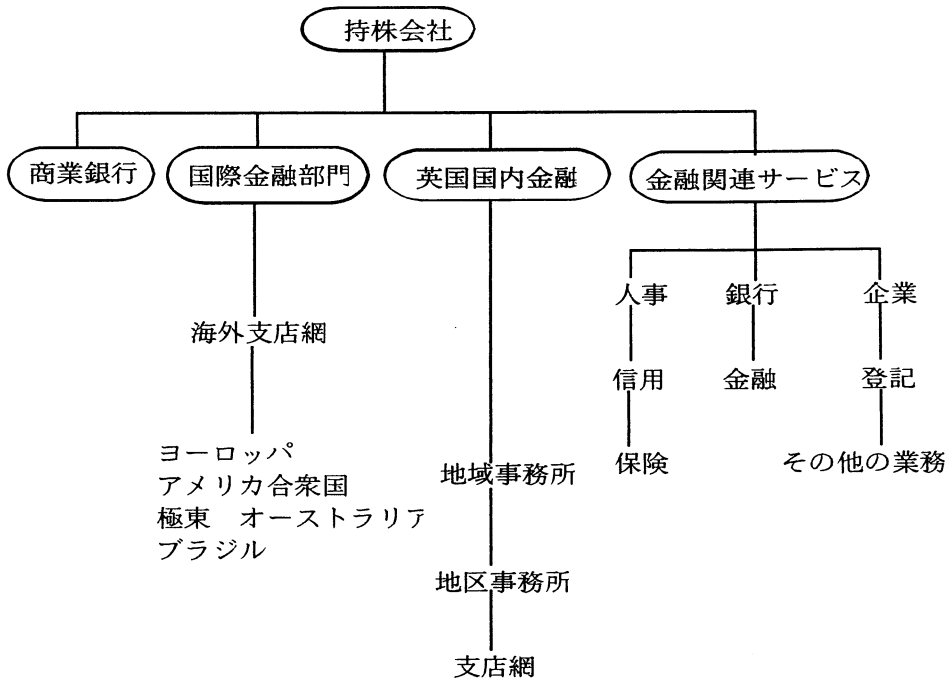 持株会社
商業銀行
国際金融部門
英国国内金融
金融関連サービス
人事
銀行
企業
海外支店網
信用
金融
登記
ヨーロッパ
アメリカ合衆国
極東　オーストラリア
ブラジル
地域事務所
保険
その他の業務
地区事務所
支店網